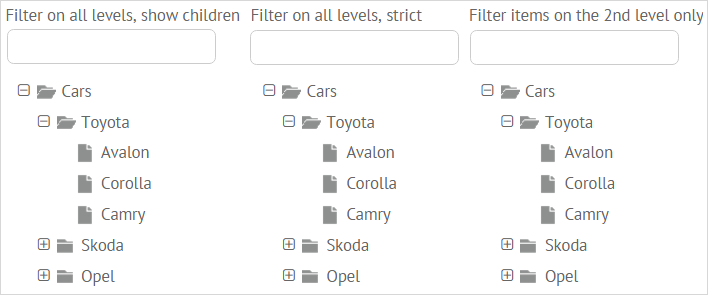 Filter on all levels, show children
Filter on all levels, strict
Filter items on the 2nd level only
Cars
Toyota
Avalon
Corolla
Camry
Skoda
Opel
Cars
Toyota
Avalon
Corolla
Camry
Skoda
Opel
Cars
Toyota
Avalon
Corolla
Camry
Skoda
Opel